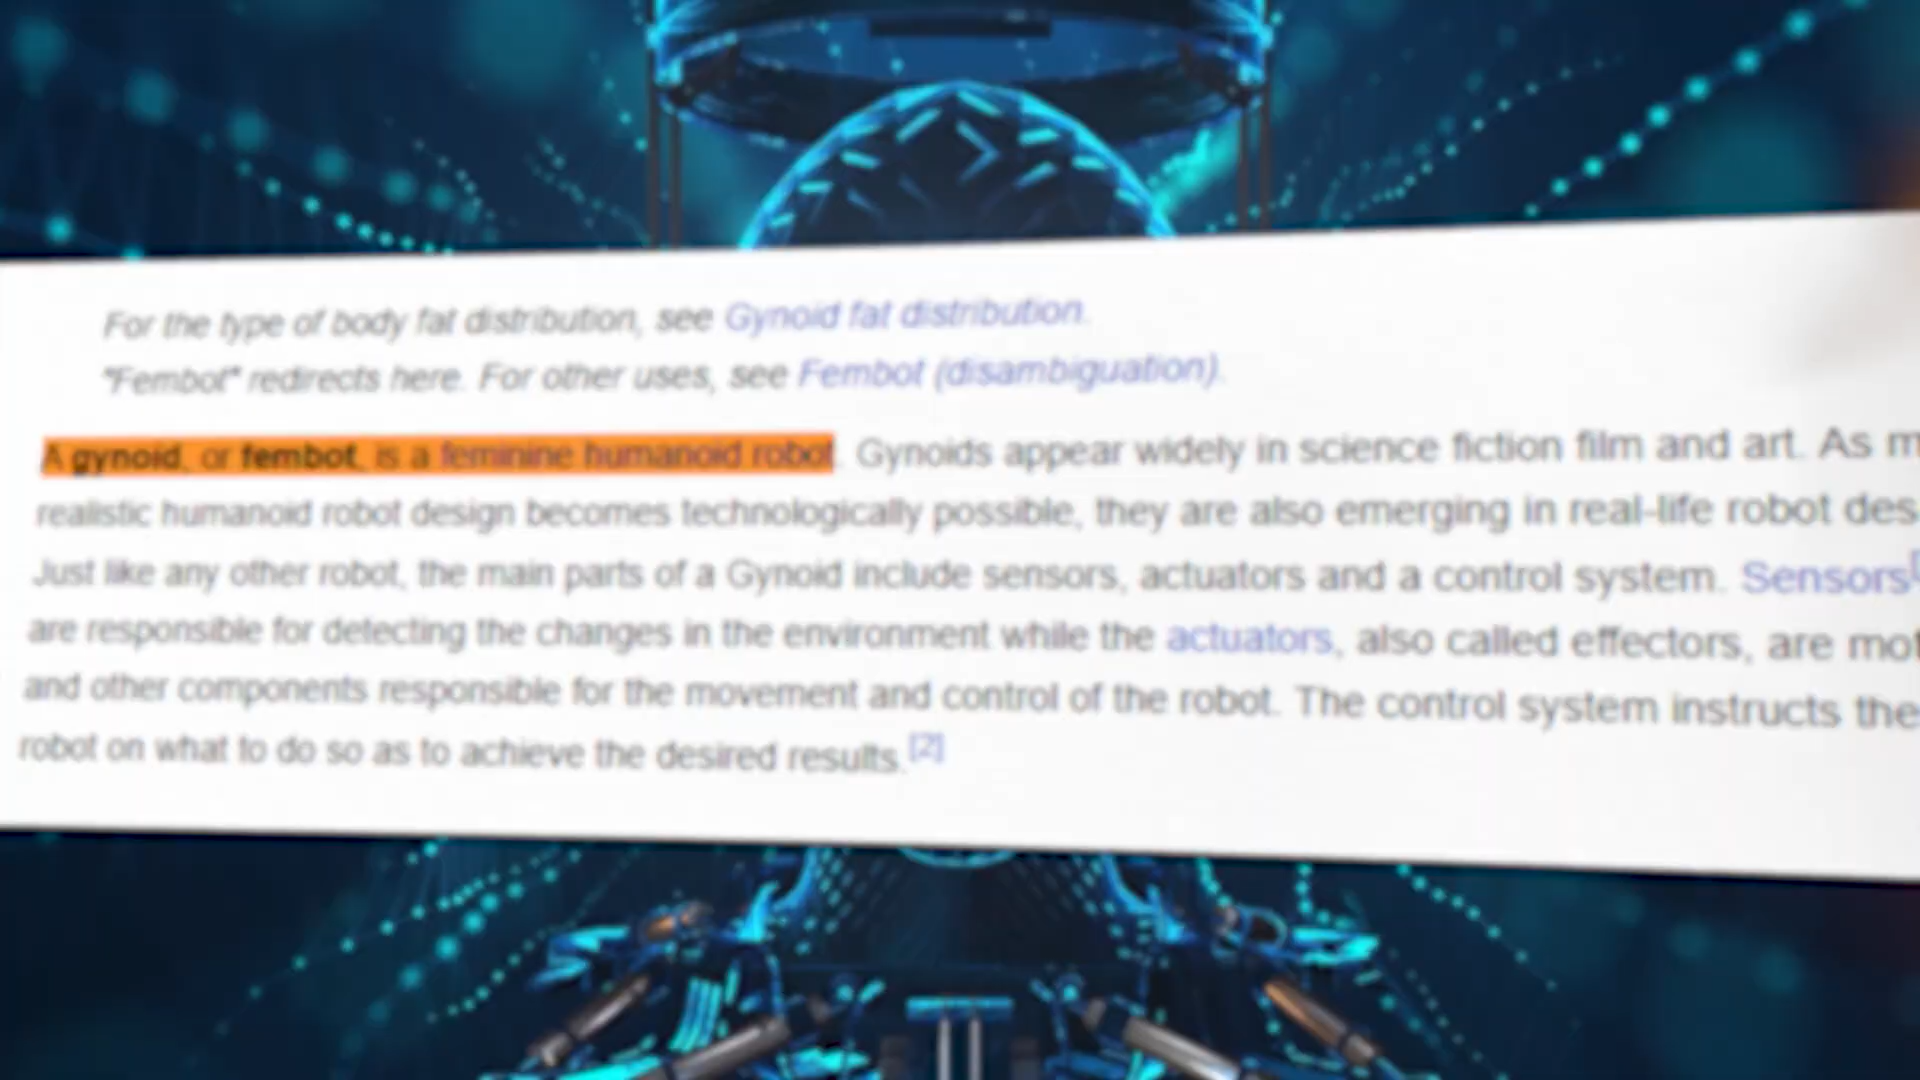 For the type of body fat distribution, see Gynoid fat distribution.
"Fembot" redirects here. For other uses, see Fembot (disambiguation).
A gynoid, or fembot, is a feminine humanoid robot. Gynoids appear widely in science fiction film and art. As m
realistic humanoid robot design becomes technologically possible, they are also emerging in real-life robot des
Just like any other robot, the main parts of a Gynoid include sensors, actuators and a control system. Sensors[
are responsible for detecting the changes in the environment while the actuators, also called effectors, are mot
and other components responsible for the movement and control of the robot. The control system instructs the
robot on what to do so as to achieve the desired results.[2]